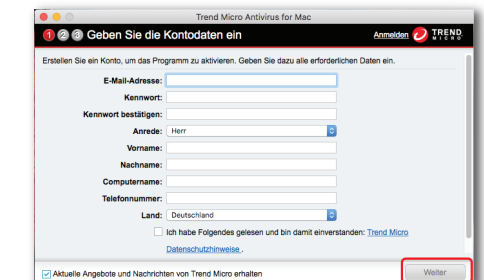 Trend Micro Antivirus for Mac
1 2 3 Geben Sie die Kontodaten ein
Anmelden
TREND
MICRO
Erstellen Sie ein Konto, um das Programm zu aktivieren. Geben Sie dazu alle erforderlichen Daten ein.
E-Mail-Adresse:
Kennwort:
Kennwort bestätigen:
Anrede: Herr
Vorname:
Nachname:
Computername:
Telefonnummer:
Land: Deutschland
Ich habe Folgendes gelesen und bin damit einverstanden: Trend Micro
Datenschutzhinweise .
Aktuelle Angebote und Nachrichten von Trend Micro erhalten
Weiter